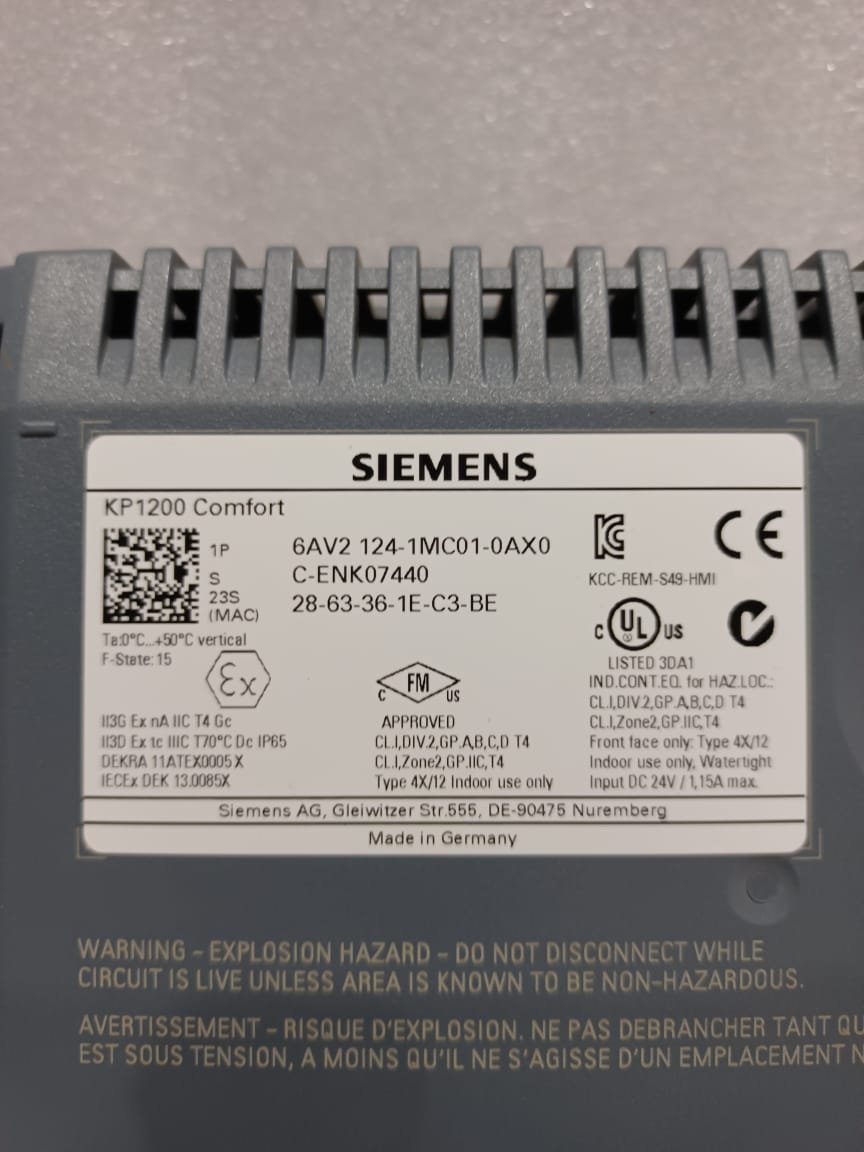 SIEMENS
KP1200 Comfort
1P 6AV2 124-1MC01-0AX0
S C-ENK07440
23S (MAC) 28-63-36-1E-C3-BE
Ta:0°C...+50°C vertical
F-State: 15
Ex
II3G Ex nA IIC T4 Gc
II3D Ex tc IIIC T70°C Dc IP65
DEKRA 11ATEX0005 X
IECEx DEK 13.0085X
C FM US
APPROVED
CL.I,DIV.2,GP.A,B,C,D T4
CL.I,Zone2,GP.IIC,T4
Type 4X/12 Indoor use only
CE
KCC-REM-S49-HMI
C UL US
LISTED 3DA1
IND.CONT.EQ. for HAZ.LOC.:
CL.I,DIV.2,GP.A,B,C,D T4
CL.I,Zone2,GP.IIC,T4
Front face only: Type 4X/12
Indoor use only, Watertight
Input DC 24V / 1,15A max.
Siemens AG, Gleiwitzer Str.555, DE-90475 Nuremberg
Made in Germany
WARNING - EXPLOSION HAZARD - DO NOT DISCONNECT WHILE
CIRCUIT IS LIVE UNLESS AREA IS KNOWN TO BE NON-HAZARDOUS.
AVERTISSEMENT - RISQUE D'EXPLOSION. NE PAS DEBRANCHER TANT QU
EST SOUS TENSION, A MOINS QU'IL NE S'AGISSE D'UN EMPLACEMENT N